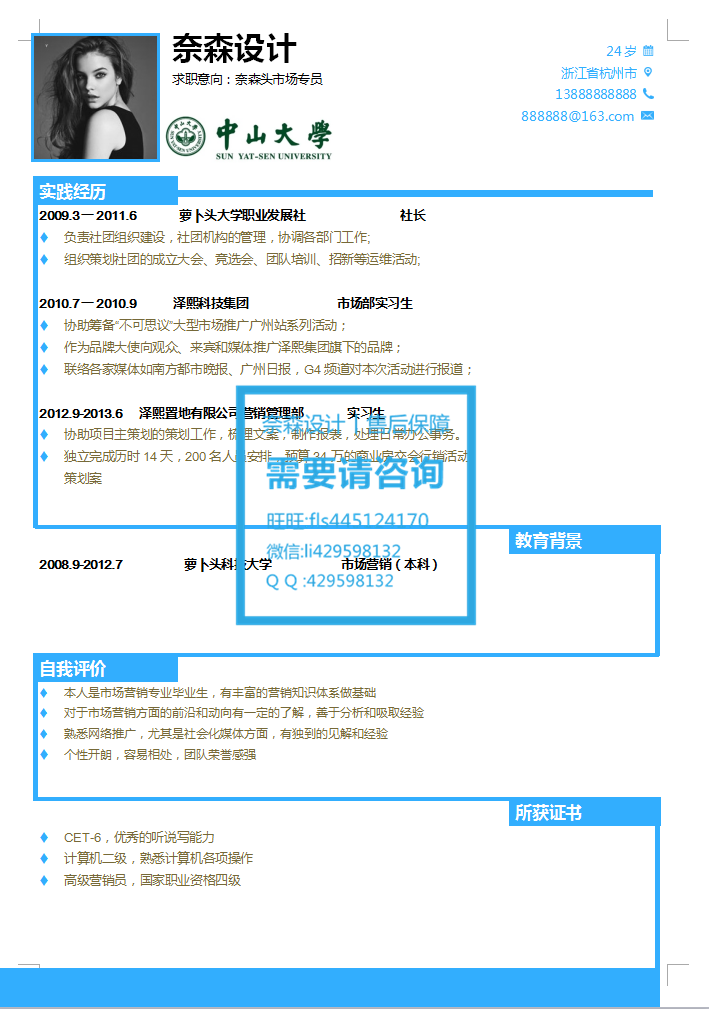 奈森设计
求职意向：奈森头市场专员
24 岁
浙江省杭州市
13888888888
888888@163.com
中山大學
SUN YAT-SEN UNIVERSITY
实践经历
2009.3－2011.6 萝卜头大学职业发展社 社长
负责社团组织建设，社团机构的管理，协调各部门工作;
组织策划社团的成立大会、竞选会、团队培训、招新等运维活动;
2010.7－2010.9 泽熙科技集团 市场部实习生
协助筹备“不可思议”大型市场推广广州站系列活动；
作为品牌大使向观众、来宾和媒体推广泽熙集团旗下的品牌；
联络各家媒体如南方都市晚报、广州日报，G4 频道对本次活动进行报道；
2012.9-2013.6 泽熙置地有限公司营销管理部 实习生
奈森设计丨售后保障
协助项目主策划的策划工作，梳理文案，制作报表，处理日常办公事务。
独立完成历时 14 天，200 名人员安排，预算 34 万的商业房交会行销活动
策划案
需要请咨询
旺旺:fls445124170
微信:li429598132
Q Q :429598132
教育背景
2008.9-2012.7 萝卜头科技大学 市场营销（本科）
自我评价
本人是市场营销专业毕业生，有丰富的营销知识体系做基础
对于市场营销方面的前沿和动向有一定的了解，善于分析和吸取经验
熟悉网络推广，尤其是社会化媒体方面，有独到的见解和经验
个性开朗，容易相处，团队荣誉感强
所获证书
CET-6，优秀的听说写能力
计算机二级，熟悉计算机各项操作
高级营销员，国家职业资格四级